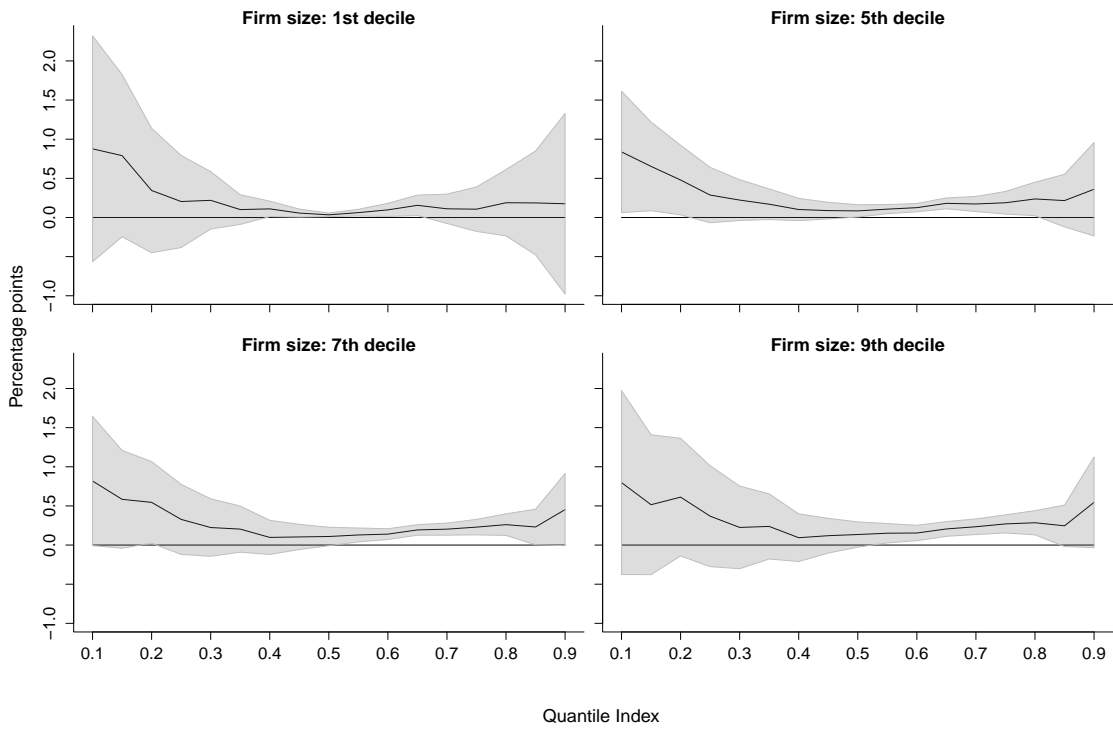 Firm size: 1st decile
Firm size: 5th decile
2.0
1.5
1.0
0.5
0.0
−1.0
Firm size: 7th decile
Firm size: 9th decile
2.0
1.5
1.0
0.5
0.0
−1.0
0.1 0.2 0.3 0.4 0.5 0.6 0.7 0.8 0.9
0.1 0.2 0.3 0.4 0.5 0.6 0.7 0.8 0.9
Percentage points
Quantile Index